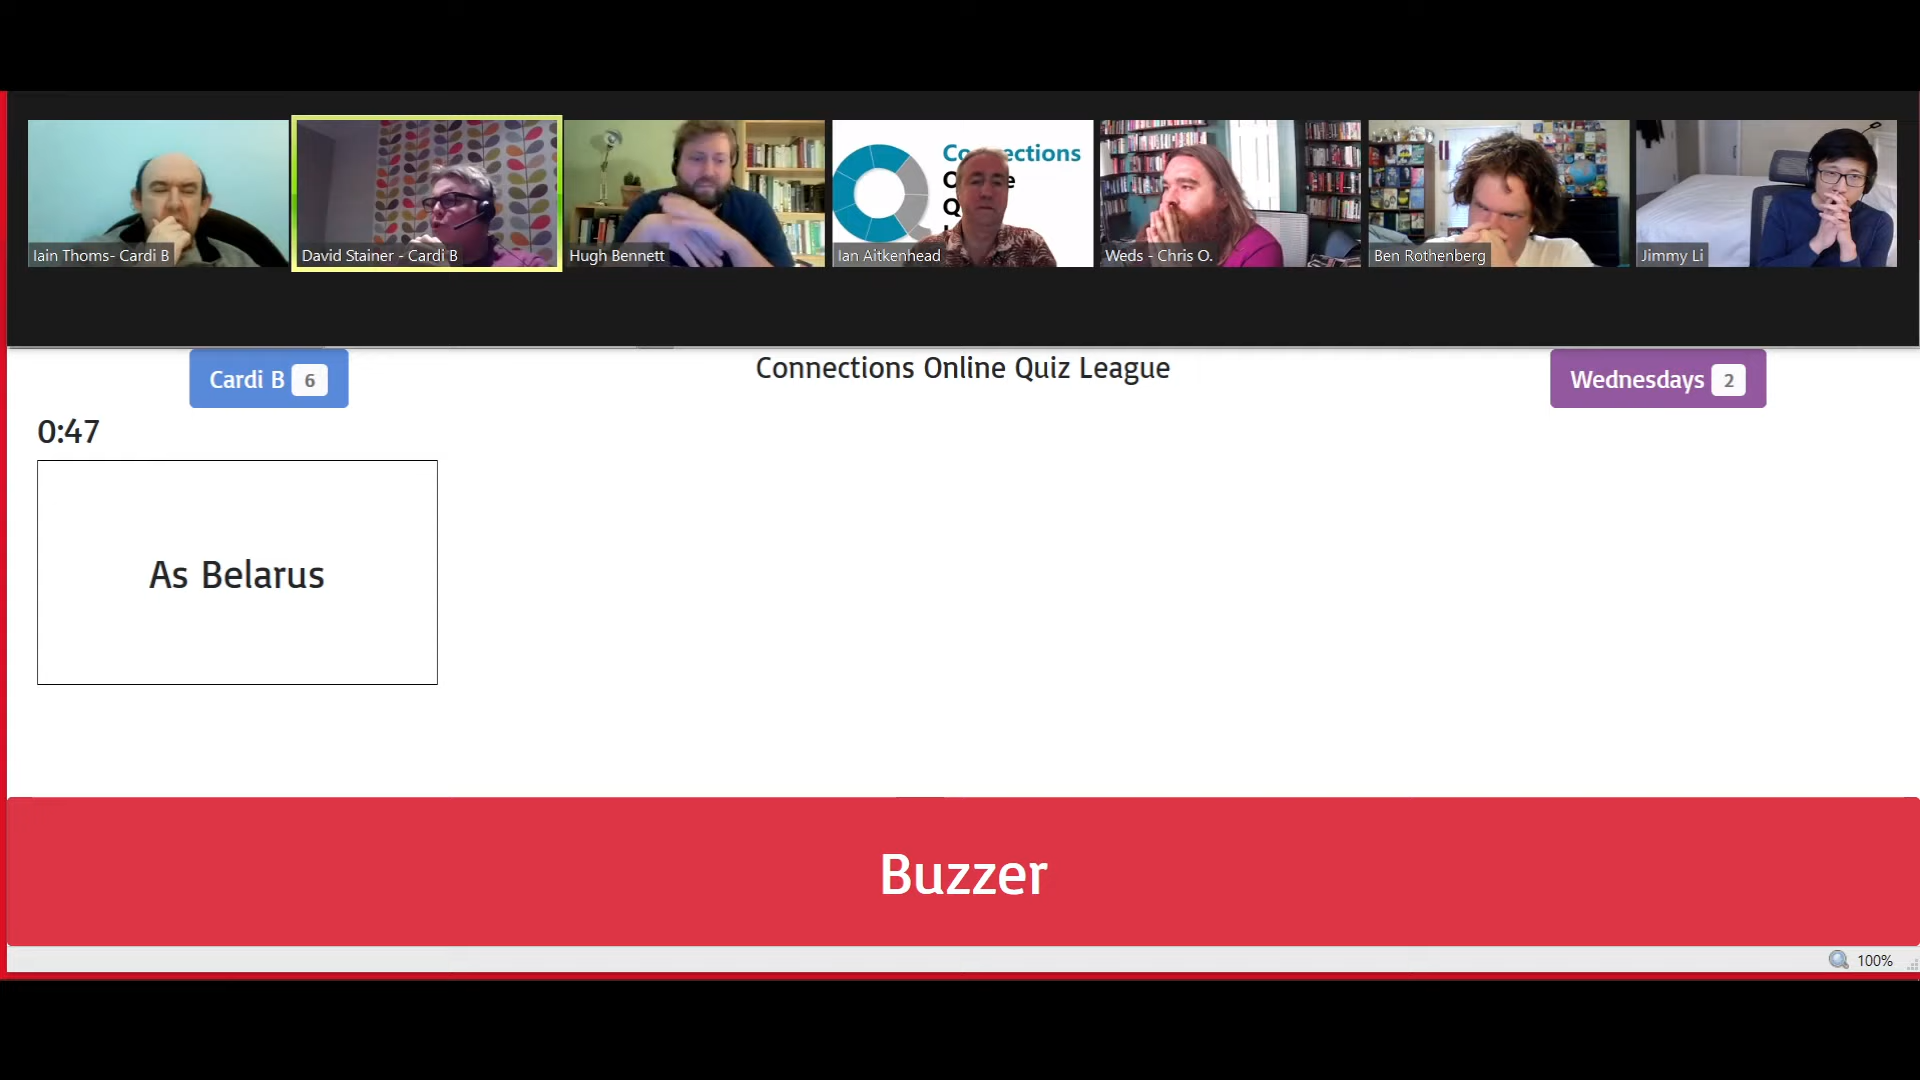 Connections
Iain Thoms- Cardi B
David Stainer - Cardi B
Hugh Bennett
Ian Aitkenhead
Weds - Chris O.
Ben Rothenberg
Jimmy Li
Cardi B 6
Connections Online Quiz League
Wednesdays 2
0:47
As Belarus
Buzzer
100%